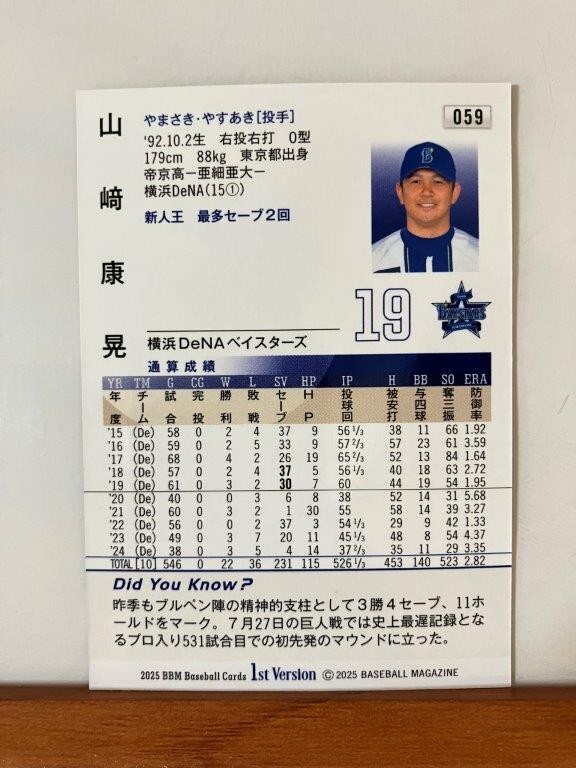 059
山﨑康晃
やまさき・やすあき[投手]
'92.10.2生 右投右打 O型
179cm 88kg 東京都出身
帝京高ー亜細亜大ー
横浜DeNA(15①)
新人王 最多セーブ2回
B
19
BAYSTARS
YOKOHAMA
横浜DeNAベイスターズ
通算成績
YR TM G CG W L SV HP IP H BB SO ERA
年度 チーム 試合 完投 勝利 敗戦 セーブ HP 投球回 被安打 与四球 奪三振 防御率
'15 (De) 58 0 2 4 37 9 56 1/3 38 11 66 1.92
'16 (De) 59 0 2 5 33 9 57 2/3 57 23 61 3.59
'17 (De) 68 0 4 2 26 19 65 2/3 52 13 84 1.64
'18 (De) 57 0 2 4 37 5 56 1/3 40 18 63 2.72
'19 (De) 61 0 3 2 30 7 60 44 19 54 1.95
'20 (De) 40 0 0 3 6 8 38 52 14 31 5.68
'21 (De) 60 0 3 2 1 30 55 58 14 39 3.27
'22 (De) 56 0 0 2 37 3 54 1/3 29 9 42 1.33
'23 (De) 49 0 3 7 20 11 45 1/3 48 8 54 4.37
'24 (De) 38 0 3 5 4 14 37 2/3 35 11 29 3.35
TOTAL [10] 546 0 22 36 231 115 526 1/3 453 140 523 2.82
Did You Know?
昨季もブルペン陣の精神的支柱として3勝4セーブ、11ホ
ールドをマーク。7月27日の巨人戦では史上最遅記録とな
るプロ入り531試合目での初先発のマウンドに立った。
2025 BBM Baseball Cards 1st Version © 2025 BASEBALL MAGAZINE